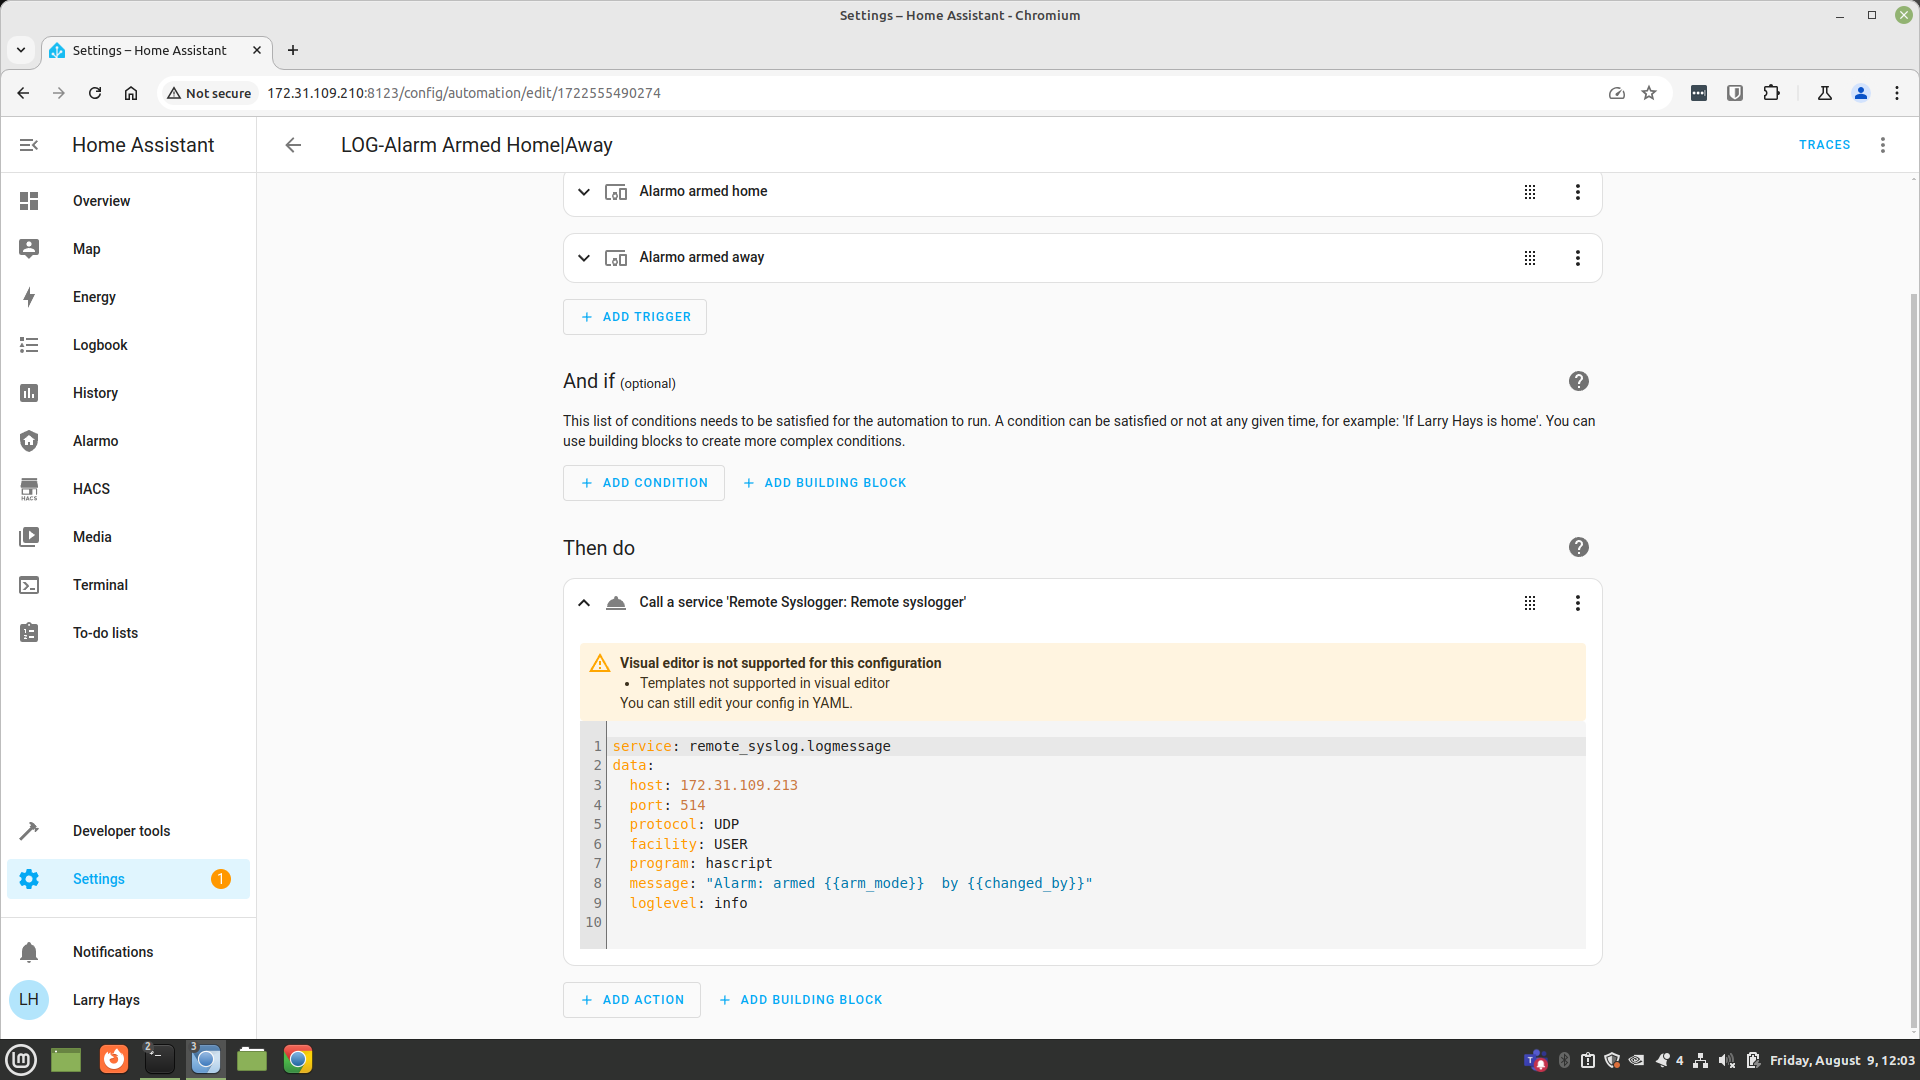 Settings – Home Assistant - Chromium
Settings – Home Assistant
Not secure
172.31.109.210:8123/config/automation/edit/1722555490274
Home Assistant
LOG-Alarm Armed Home|Away
TRACES
Overview
Map
Energy
Logbook
History
Alarmo
HACS
HACS
Media
Terminal
To-do lists
Developer tools
Settings
1
Notifications
LH
Larry Hays
Alarmo armed home
Alarmo armed away
ADD TRIGGER
And if (optional)
This list of conditions needs to be satisfied for the automation to run. A condition can be satisfied or not at any given time, for example: 'If Larry Hays is home'. You can
use building blocks to create more complex conditions.
ADD CONDITION
ADD BUILDING BLOCK
Then do
Call a service 'Remote Syslogger: Remote syslogger'
Visual editor is not supported for this configuration
• Templates not supported in visual editor
You can still edit your config in YAML.
1 service: remote_syslog.logmessage
2 data:
3 host: 172.31.109.213
4 port: 514
5 protocol: UDP
6 facility: USER
7 program: hascript
8 message: "Alarm: armed {{arm_mode}}  by {{changed_by}}"
9 loglevel: info
10
ADD ACTION
ADD BUILDING BLOCK
2
3
4
Friday, August 9, 12:03